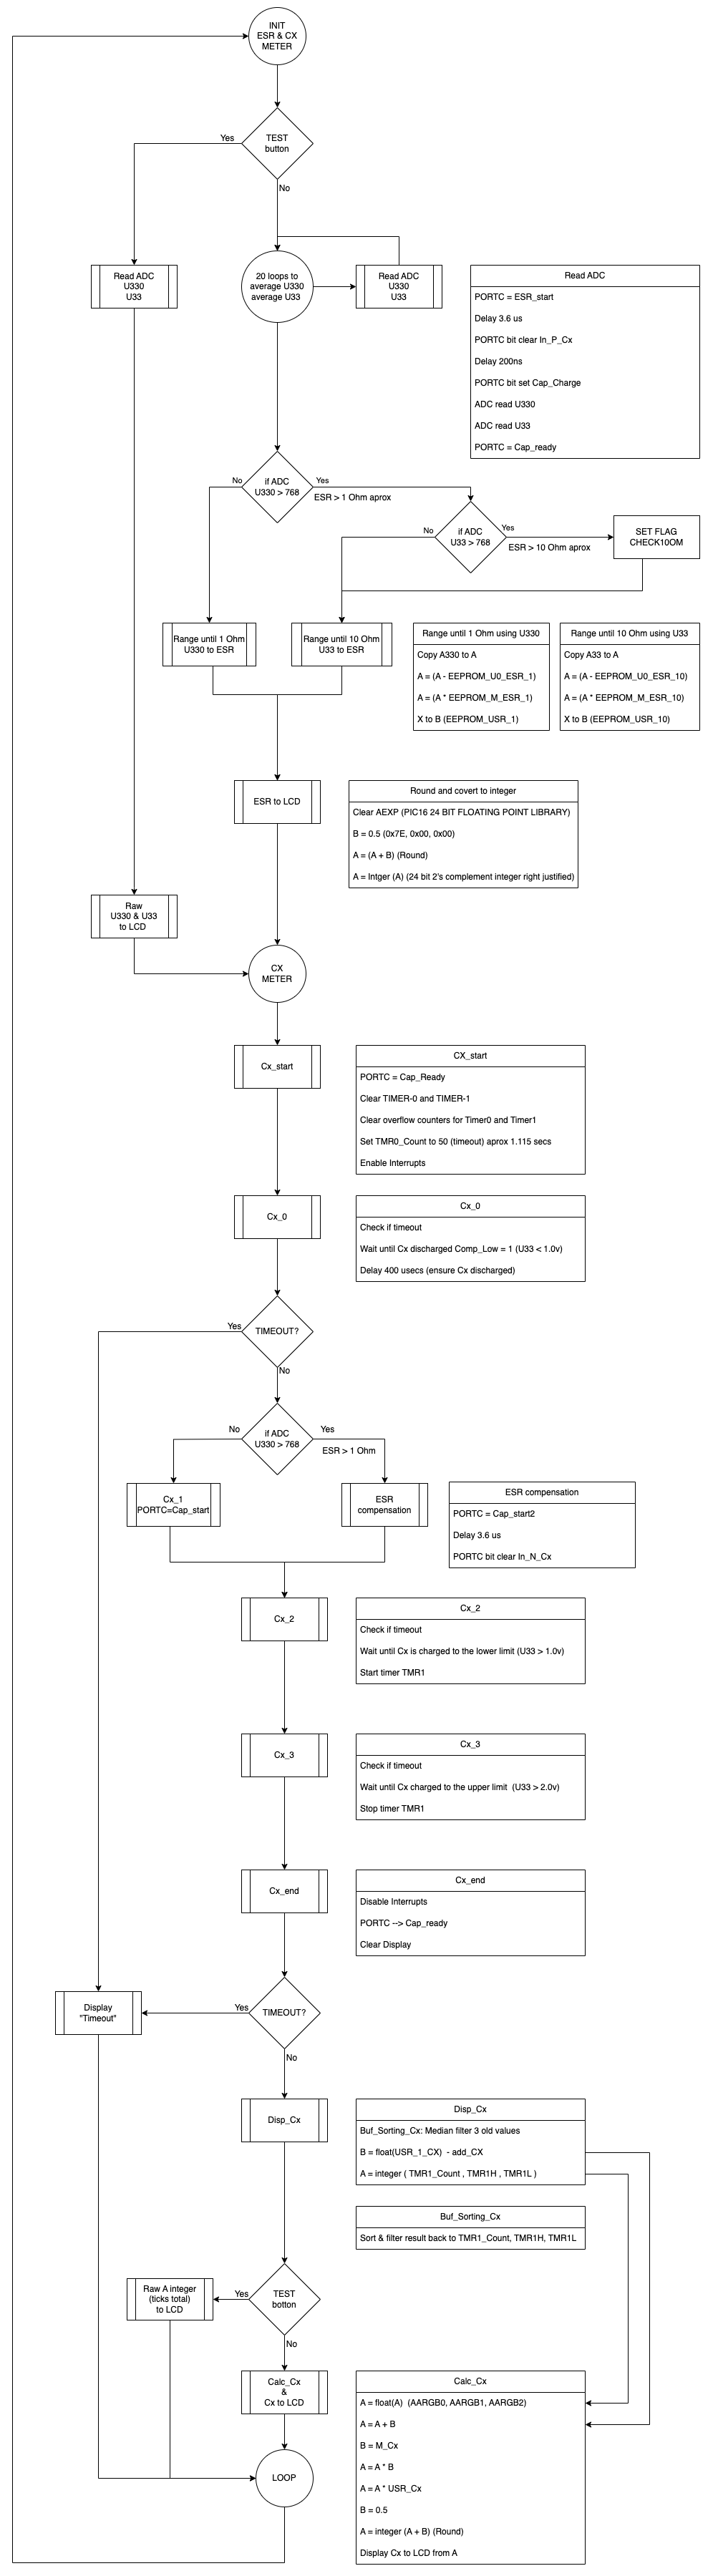 INIT
ESR & CX
METER
TEST
button
Yes
No
Read ADC
U330
U33
20 loops to
average U330
average U33
Read ADC
U330
U33
Read ADC
PORTC = ESR_start
Delay 3.6 us
PORTC bit clear In_P_Cx
Delay 200ns
PORTC bit set Cap_Charge
ADC read U330
ADC read U33
PORTC = Cap_ready
if ADC
U330 > 768
No
Yes
ESR > 1 Ohm aprox
if ADC
U33 > 768
No
Yes
ESR > 10 Ohm aprox
SET FLAG
CHECK10OM
Range until 1 Ohm
U330 to ESR
Range until 10 Ohm
U33 to ESR
Range until 1 Ohm using U330
Copy A330 to A
A = (A - EEPROM_U0_ESR_1)
A = (A * EEPROM_M_ESR_1)
X to B (EEPROM_USR_1)
Range until 10 Ohm using U33
Copy A33 to A
A = (A - EEPROM_U0_ESR_10)
A = (A * EEPROM_M_ESR_10)
X to B (EEPROM_USR_10)
ESR to LCD
Round and covert to integer
Clear AEXP (PIC16 24 BIT FLOATING POINT LIBRARY)
B = 0.5 (0x7E, 0x00, 0x00)
A = (A + B) (Round)
A = Intger (A) (24 bit 2's complement integer right justified)
Raw
U330 & U33
to LCD
CX
METER
Cx_start
CX_start
PORTC = Cap_Ready
Clear TIMER-0 and TIMER-1
Clear overflow counters for Timer0 and Timer1
Set TMR0_Count to 50 (timeout) aprox 1.115 secs
Enable Interrupts
Cx_0
Cx_0
Check if timeout
Wait until Cx discharged Comp_Low = 1 (U33 < 1.0v)
Delay 400 usecs (ensure Cx discharged)
TIMEOUT?
Yes
No
if ADC
U330 > 768
No
Yes
ESR > 1 Ohm
Cx_1
PORTC=Cap_start
ESR
compensation
ESR compensation
PORTC = Cap_start2
Delay 3.6 us
PORTC bit clear In_N_Cx
Cx_2
Cx_2
Check if timeout
Wait until Cx is charged to the lower limit (U33 > 1.0v)
Start timer TMR1
Cx_3
Cx_3
Check if timeout
Wait until Cx charged to the upper limit (U33 > 2.0v)
Stop timer TMR1
Cx_end
Cx_end
Disable Interrupts
PORTC --> Cap_ready
Clear Display
Display
"Timeout"
TIMEOUT?
Yes
No
Disp_Cx
Disp_Cx
Buf_Sorting_Cx: Median filter 3 old values
B = float(USR_1_CX) - add_CX
A = integer ( TMR1_Count , TMR1H , TMR1L )
Buf_Sorting_Cx
Sort & filter result back to TMR1_Count, TMR1H, TMR1L
Raw A integer
(ticks total)
to LCD
Yes
TEST
botton
No
Calc_Cx
&
Cx to LCD
Calc_Cx
A = float(A) (AARGB0, AARGB1, AARGB2)
A = A + B
B = M_Cx
A = A * B
A = A * USR_Cx
B = 0.5
A = integer (A + B) (Round)
Display Cx to LCD from A
LOOP